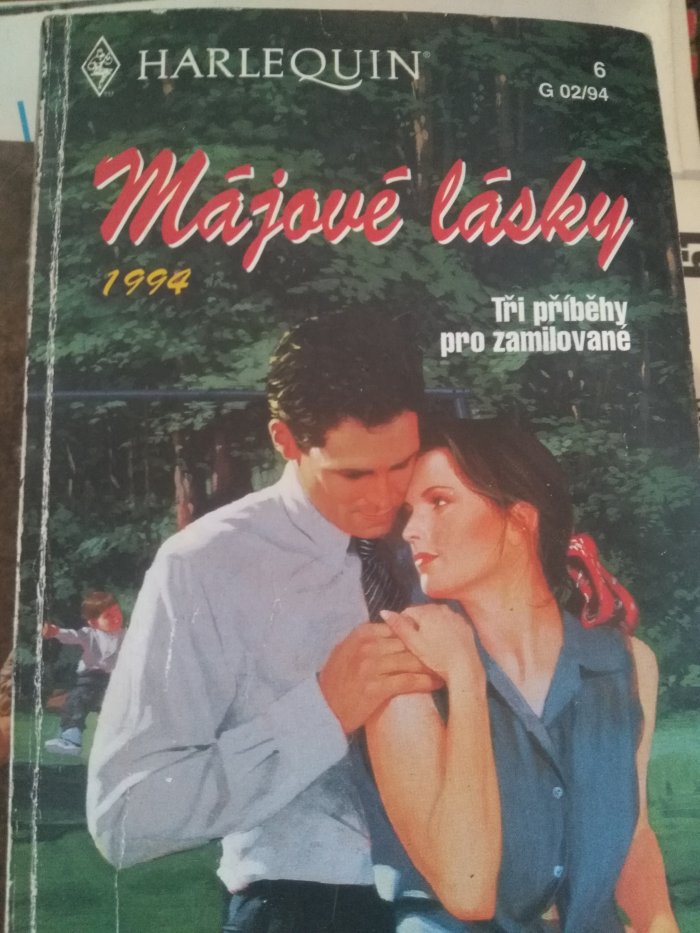 HARLEQUIN®
6
G 02/94
Májové lásky
1994
Tři příběhy
pro zamilované